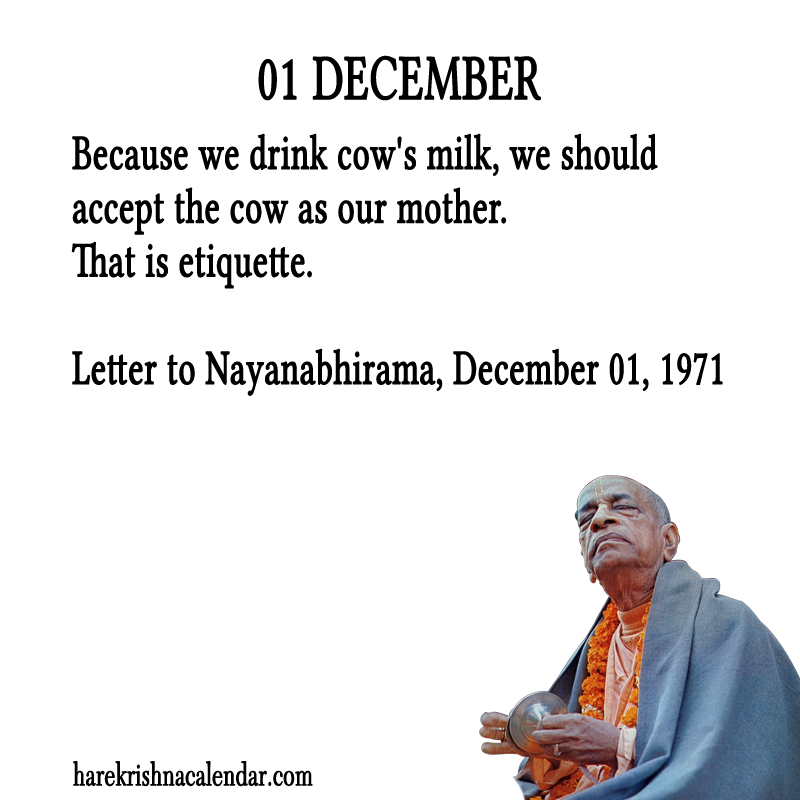 01 DECEMBER
Because we drink cow's milk, we should
accept the cow as our mother.
That is etiquette.
Letter to Nayanabhirama, December 01, 1971
harekrishnacalendar.com